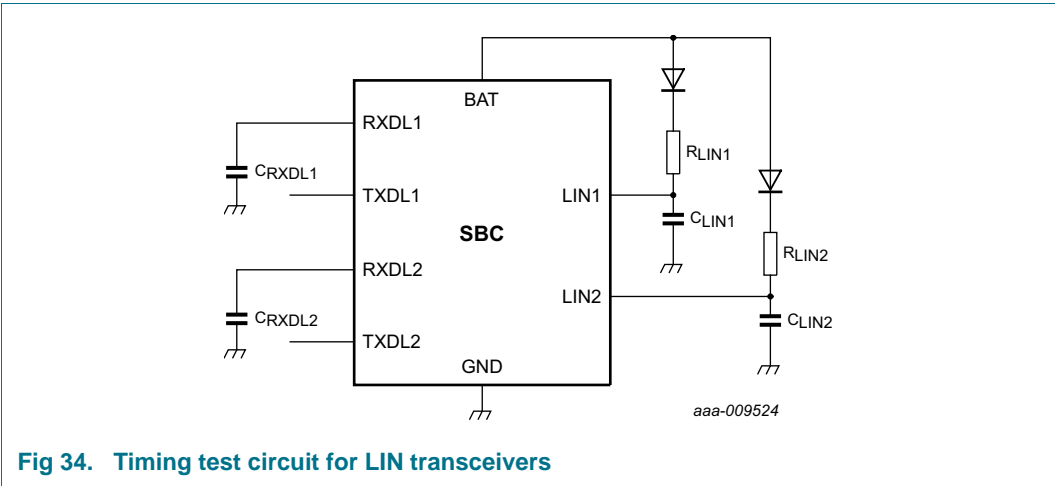 BAT
RXDL1
CRXDL1
RLIN1
TXDL1
LIN1
CLIN1
SBC
RLIN2
RXDL2
LIN2
CRXDL2
CLIN2
TXDL2
GND
aaa-009524
Fig 34. Timing test circuit for LIN transceivers